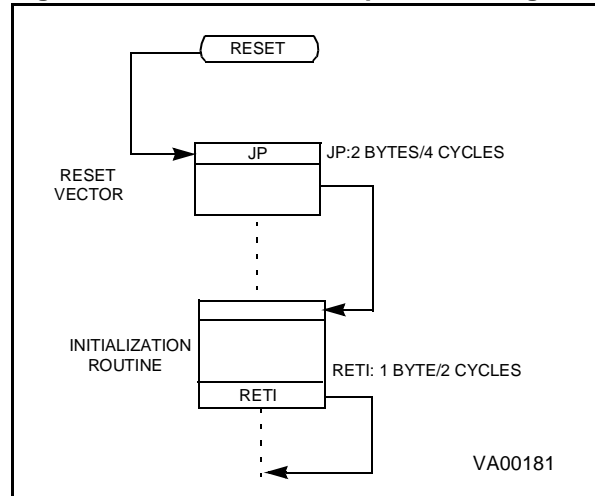 RESET
JP
JP:2 BYTES/4 CYCLES
RESET
VECTOR
INITIALIZATION
ROUTINE
RETI: 1 BYTE/2 CYCLES
RETI
VA00181